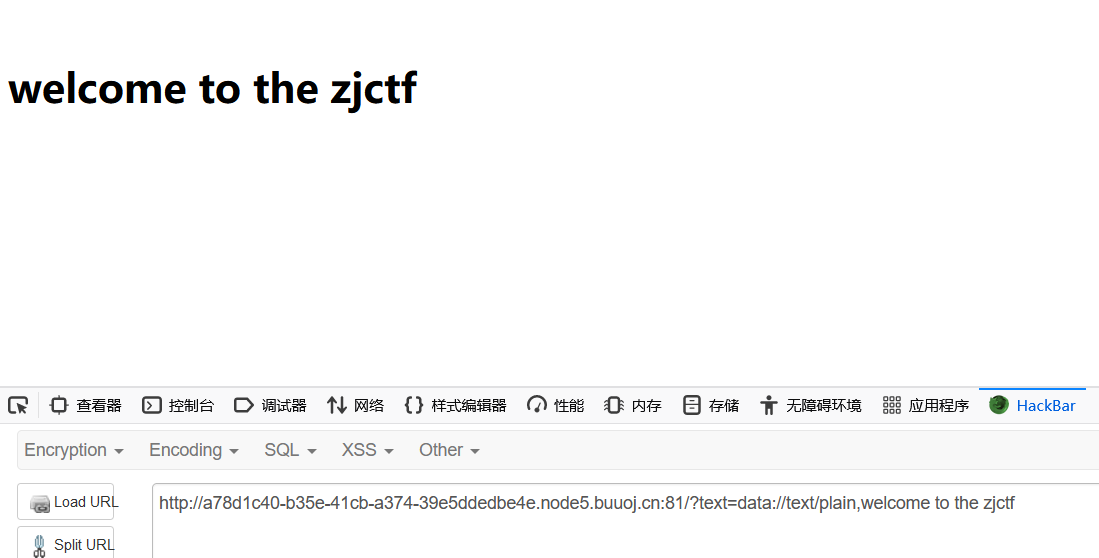 welcome to the zjctf
查看器 控制台 调试器 网络 样式编辑器 性能 内存 存储 无障碍环境 应用程序 HackBar
Encryption Encoding SQL XSS Other
Load URL http://a78d1c40-b35e-41cb-a374-39e5ddedbe4e.node5.buuoj.cn:81/?text=data://text/plain,welcome to the zjctf
Split URL